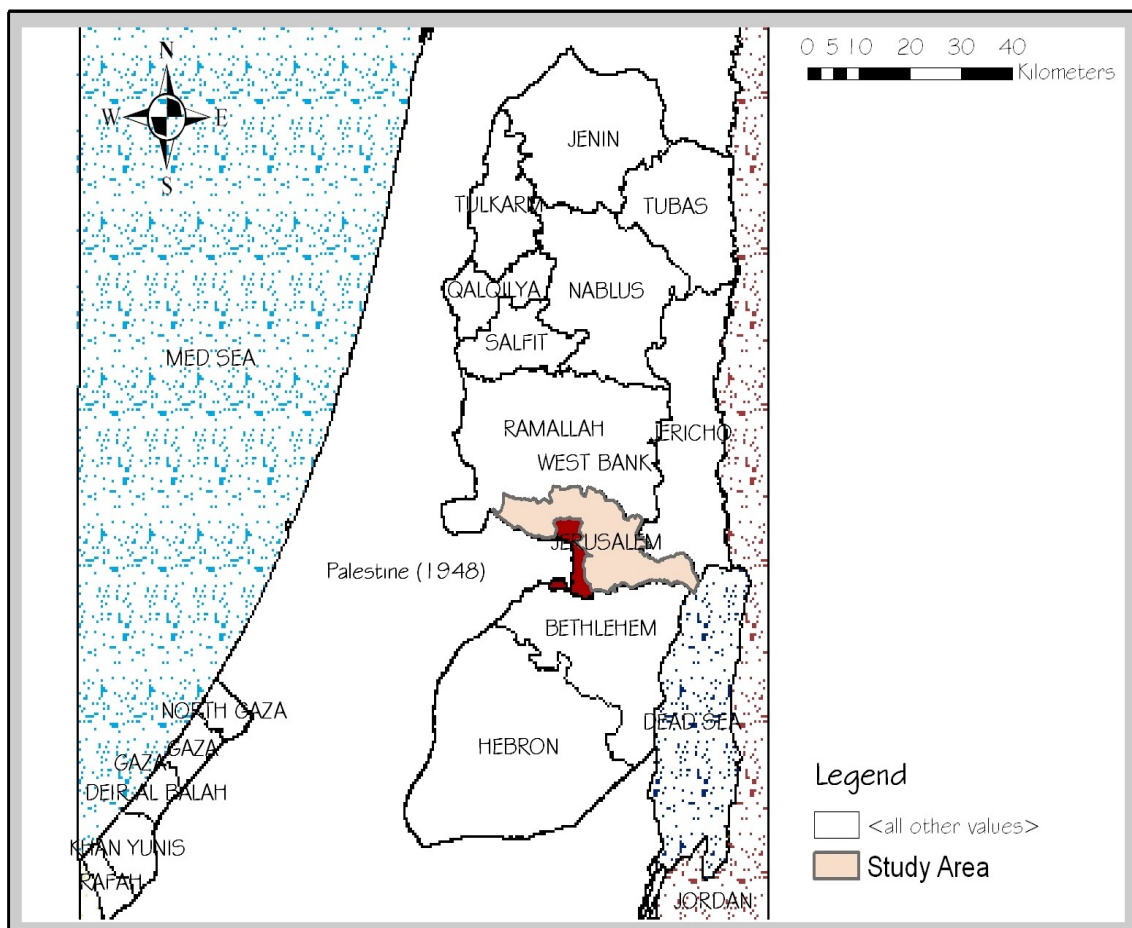 0 5 10 20 30 40
Kilometers
N
W E
S
JENIN
TULKARM
TUBAS
QALQILYA
NABLUS
SALFIT
MED SEA
RAMALLAH
JERICHO
WEST BANK
JERUSALEM
Palestine (1948)
BETHLEHEM
NORTH GAZA
DEAD SEA
GAZA
GAZA
HEBRON
DEIR AL BALAH
KHAN YUNIS
RAFAH
JORDAN
Legend
<all other values>
Study Area